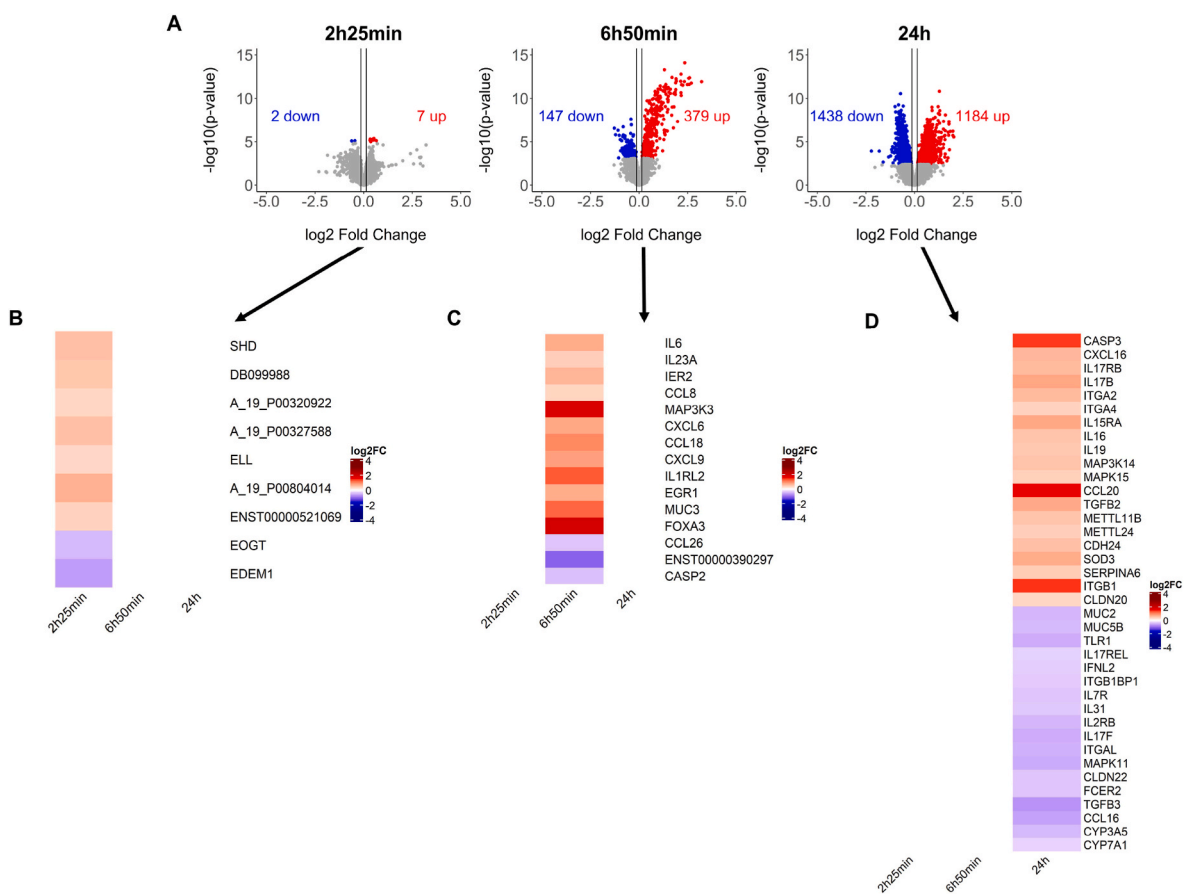 A
2h25min
6h50min
24h
15
10
5
0
2 down
7 up
-log10(p-value)
-5.0 -2.5 0.0 2.5 5.0
log2 Fold Change
15
10
5
0
147 down
379 up
-log10(p-value)
-5.0 -2.5 0.0 2.5 5.0
log2 Fold Change
15
10
5
0
1438 down
1184 up
-log10(p-value)
-5.0 -2.5 0.0 2.5 5.0
log2 Fold Change
B
SHD
DB099988
A_19_P00320922
A_19_P00327588
ELL
A_19_P00804014
ENST00000521069
EOGT
EDEM1
log2FC
4
2
0
-2
-4
2h25min
6h50min
24h
C
IL6
IL23A
IER2
CCL8
MAP3K3
CXCL6
CCL18
CXCL9
IL1RL2
EGR1
MUC3
FOXA3
CCL26
ENST00000390297
CASP2
log2FC
4
2
0
-2
-4
2h25min
6h50min
24h
D
CASP3
CXCL16
IL17RB
IL17B
ITGA2
ITGA4
IL15RA
IL16
IL19
MAP3K14
MAPK15
CCL20
TGFB2
METTL11B
METTL24
CDH24
SOD3
SERPINA6
ITGB1
CLDN20
MUC2
MUC5B
TLR1
IL17REL
IFNL2
ITGB1BP1
IL7R
IL31
IL2RB
IL17F
ITGAL
MAPK11
CLDN22
FCER2
TGFB3
CCL16
CYP3A5
CYP7A1
log2FC
4
2
0
-2
-4
2h25min
6h50min
24h